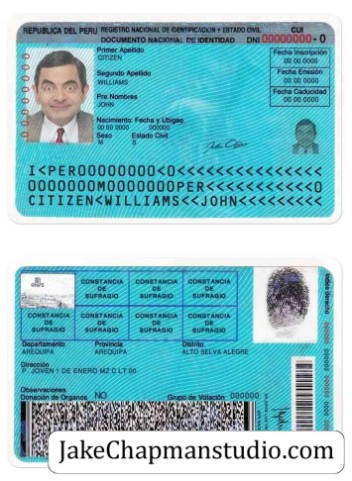 REPUBLICA DEL PERU REGISTRO NACIONAL DE IDENTIFICACION Y ESTADO CIVIL CUI
DOCUMENTO NACIONAL DE IDENTIDAD DNI 00000000 - 0
Primer Apellido
CITIZEN
Segundo Apellido
WILLIAMS
Pre Nombres
JOHN
Nacimiento: Fecha y Ubigeo
00 00 0000 000000
Sexo Estado Civil
M S
Fecha Inscripción
00 00 0000
Fecha Emisión
00 00 0000
Fecha Caducidad
00 00 0000
I<PER00000000<0<<<<<<<<<<<<<<<
0000000M0000000PER<<<<<<<<<<<0
CITIZEN<WILLIAMS<<JOHN<<<<<<<<
CONSTANCIA DE SUFRAGIO
CONSTANCIA DE SUFRAGIO
CONSTANCIA DE SUFRAGIO
CONSTANCIA DE SUFRAGIO
CONSTANCIA DE SUFRAGIO
CONSTANCIA DE SUFRAGIO
CONSTANCIA DE SUFRAGIO
Indice Derecho
Departamento Provincia Distrito
AREQUIPA AREQUIPA ALTO SELVA ALEGRE
Dirección
P. JOVEN 1 DE ENERO MZ C LT 00
Observaciones
Donación de Organos NO Grupo de Votación 000000
JakeChapmanstudio.com